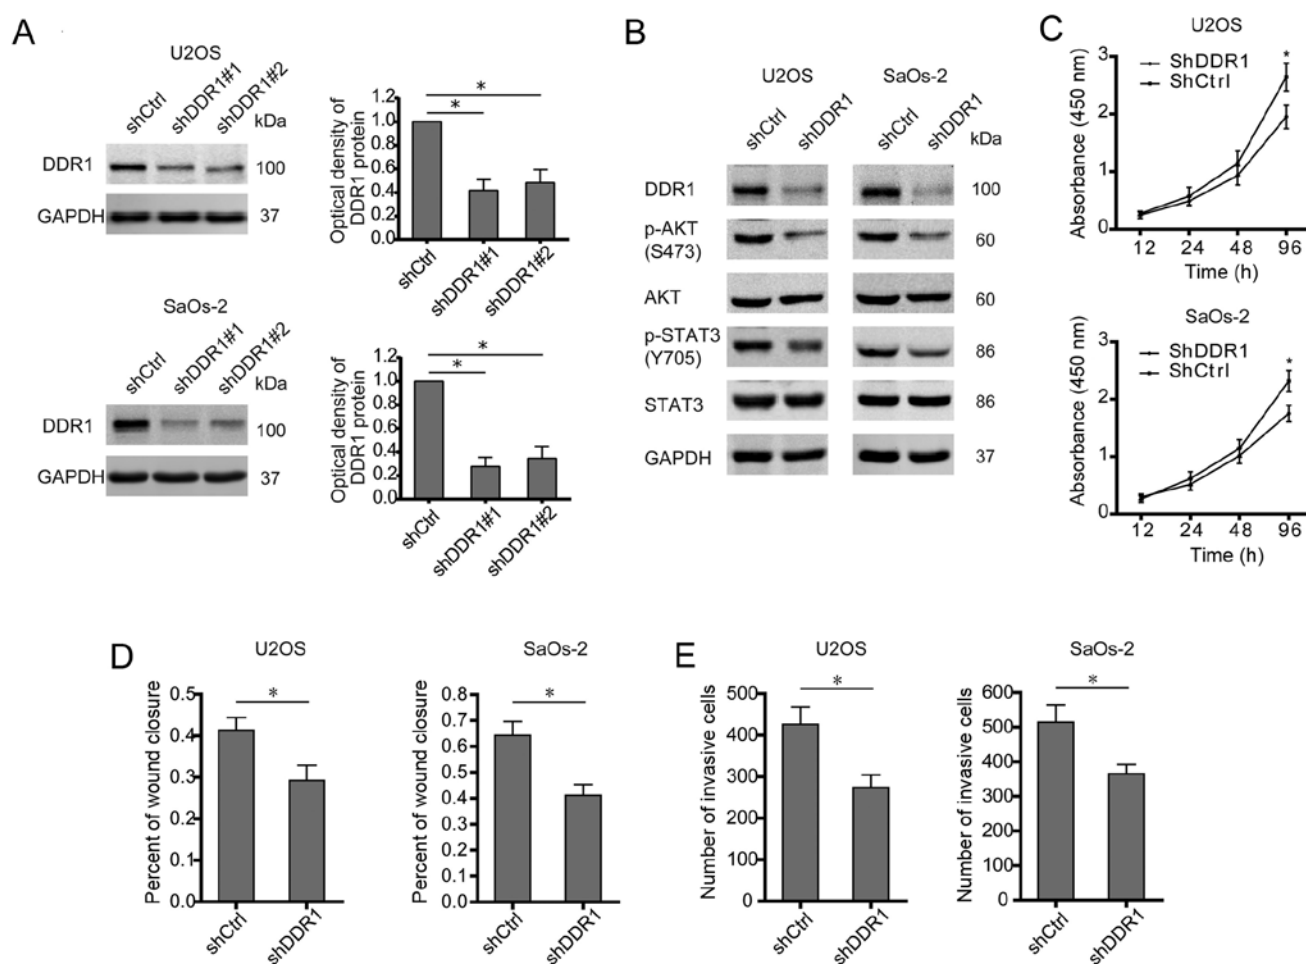 A
U2OS
shCtrl
shDDR1#1
shDDR1#2
kDa
DDR1
100
GAPDH
37
Optical density of
DDR1 protein
1.2
1.0
0.8
0.6
0.4
0.2
0.0
*
*
shCtrl
shDDR1#1
shDDR1#2
SaOs-2
shCtrl
shDDR1#1
shDDR1#2
kDa
DDR1
100
GAPDH
37
Optical density of
DDR1 protein
1.2
1.0
0.8
0.6
0.4
0.2
0.0
*
*
shCtrl
shDDR1#1
shDDR1#2
B
U2OS
SaOs-2
shCtrl
shDDR1
shCtrl
shDDR1
kDa
DDR1
100
p-AKT
(S473)
60
AKT
60
p-STAT3
(Y705)
86
STAT3
86
GAPDH
37
C
U2OS
Absorbance (450 nm)
3
2
1
0
ShDDR1
ShCtrl
*
12 24 48 96
Time (h)
SaOs-2
Absorbance (450 nm)
3
2
1
0
ShDDR1
ShCtrl
*
12 24 48 96
Time (h)
D
U2OS
Percent of wound closure
0.5
0.4
0.3
0.2
0.1
0.0
*
shCtrl
shDDR1
SaOs-2
Percent of wound closure
0.8
0.7
0.6
0.5
0.4
0.3
0.2
0.1
0.0
*
shCtrl
shDDR1
E
U2OS
Number of invasive cells
500
400
300
200
100
0
*
shCtrl
shDDR1
SaOs-2
Number of invasive cells
600
500
400
300
200
100
0
*
shCtrl
shDDR1